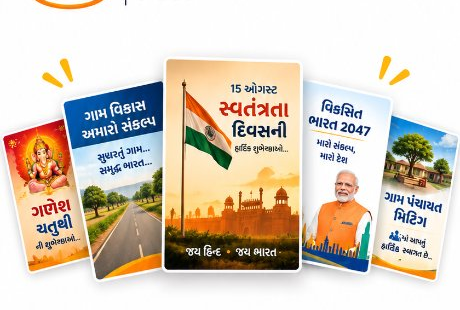 ગણેશ
ચતુર્થી
ની શુભેચ્છાઓ...
ગામ વિકાસ
અમારો સંકલ્પ
સુધરતું ગામ...
સમૃદ્ધ ભારત...
15 ઓગસ્ટ
સ્વતંત્રતા
દિવસની
હાર્દિક શુભેચ્છાઓ...
જય હિન્દ • જય ભારત
વિકસિત
ભારત 2047
મારો સંકલ્પ,
મારો દેશ
ગામ પંચાયત
મિટિંગ
માં આપનું
હાર્દિક સ્વાગત છે..